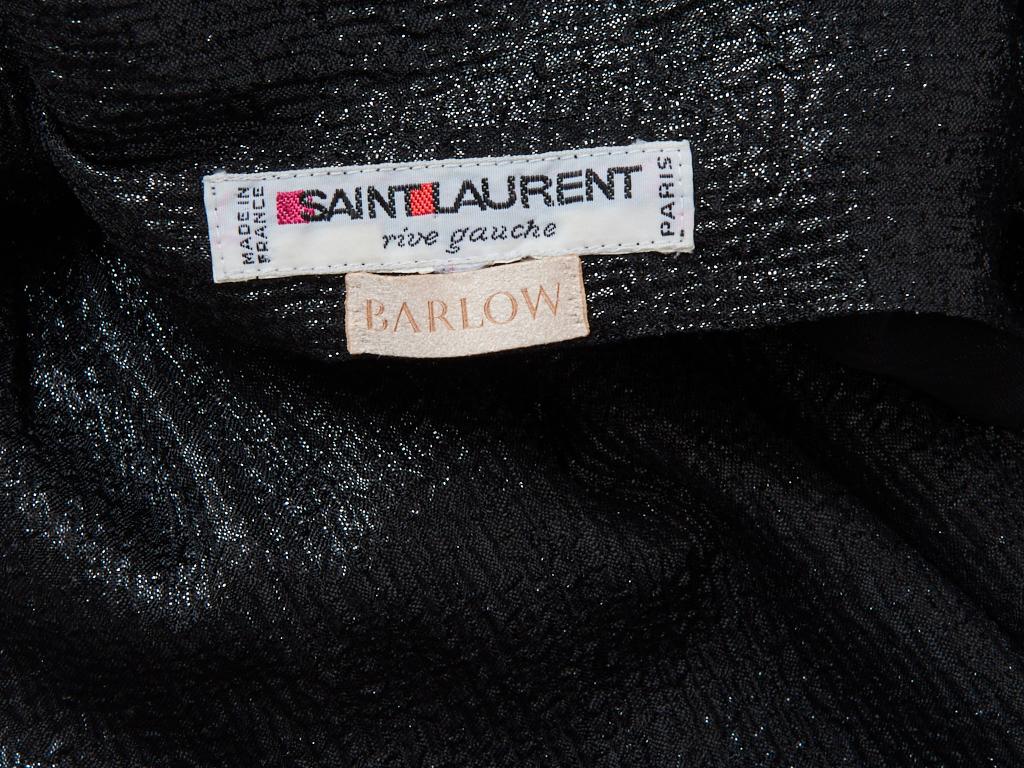 MADE IN
FRANCE
SAINT LAURENT
rive gauche
PARIS
BARLOW